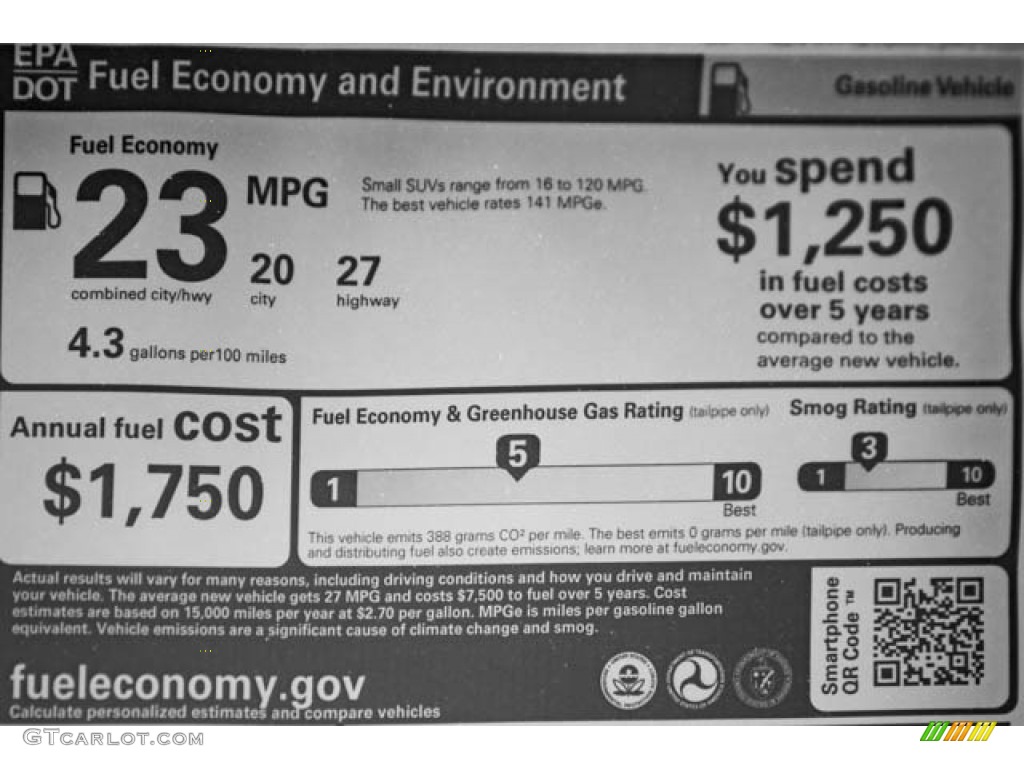 EPA
DOT
Fuel Economy and Environment
Gasoline Vehicle
Fuel Economy
23 MPG
combined city/hwy
20
city
27
highway
4.3 gallons per100 miles
Small SUVs range from 16 to 120 MPG.
The best vehicle rates 141 MPGe.
You spend
$1,250
in fuel costs
over 5 years
compared to the
average new vehicle.
Annual fuel cost
$1,750
Fuel Economy & Greenhouse Gas Rating (tailpipe only)
5
1
10
Best
Smog Rating (tailpipe only)
3
1
10
Best
This vehicle emits 388 grams CO² per mile. The best emits 0 grams per mile (tailpipe only). Producing
and distributing fuel also create emissions; learn more at fueleconomy.gov.
Actual results will vary for many reasons, including driving conditions and how you drive and maintain
your vehicle. The average new vehicle gets 27 MPG and costs $7,500 to fuel over 5 years. Cost
estimates are based on 15,000 miles per year at $2.70 per gallon. MPGe is miles per gasoline gallon
equivalent. Vehicle emissions are a significant cause of climate change and smog.
fueleconomy.gov
Calculate personalized estimates and compare vehicles
Smartphone
QR Code ™
GTcarlot.com